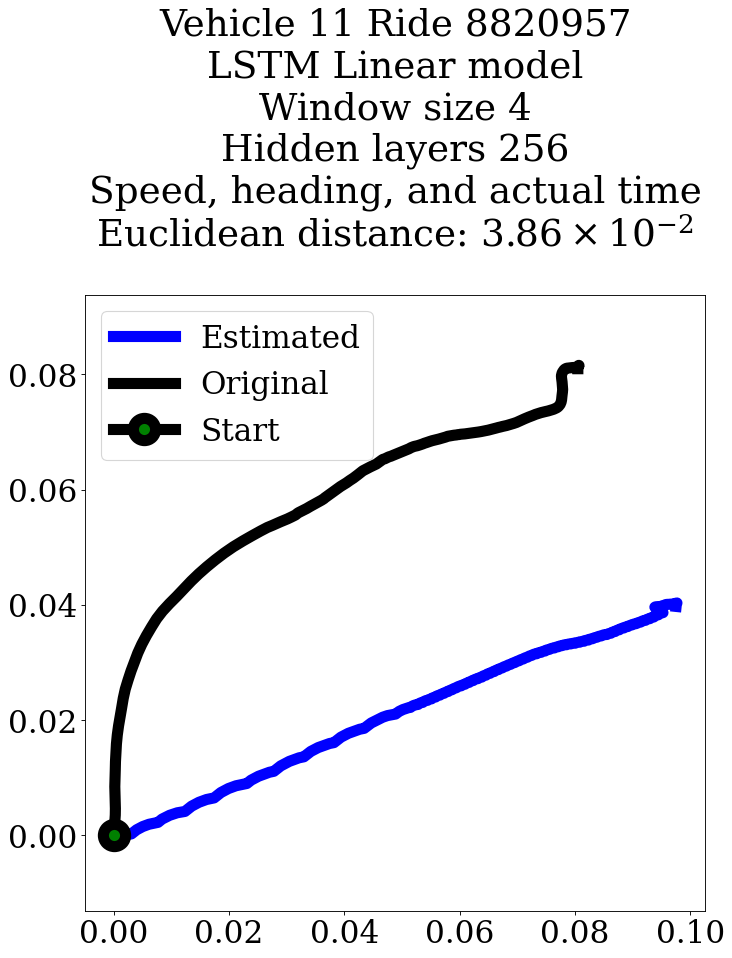 Vehicle 11 Ride 8820957
LSTM Linear model
Window size 4
Hidden layers 256
Speed, heading, and actual time
Euclidean distance: 3.86 × 10⁻²
Estimated
Original
Start
0.08
0.06
0.04
0.02
0.00
0.00 0.02 0.04 0.06 0.08 0.10